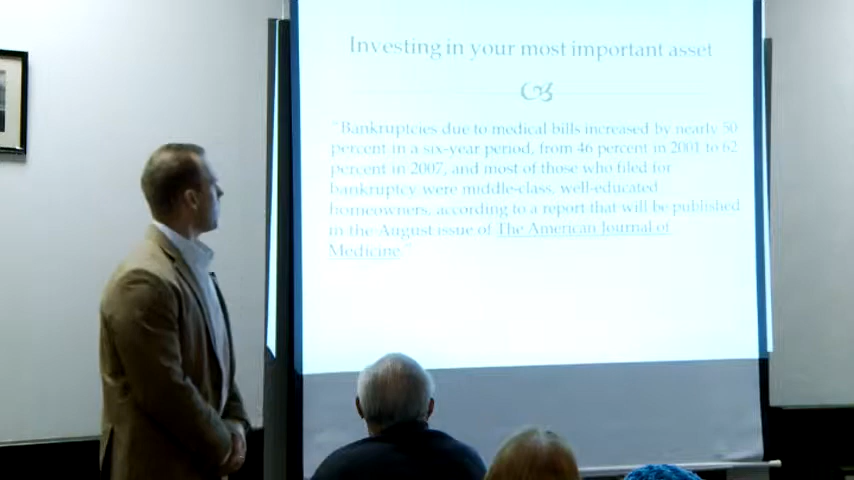 Investing in your most important asset
"Bankruptcies due to medical bills increased by nearly 50
percent in a six-year period, from 46 percent in 2001 to 62
percent in 2007, and most of those who filed for
bankruptcy were middle-class, well-educated
homeowners, according to a report that will be published
in the August issue of The American Journal of
Medicine."